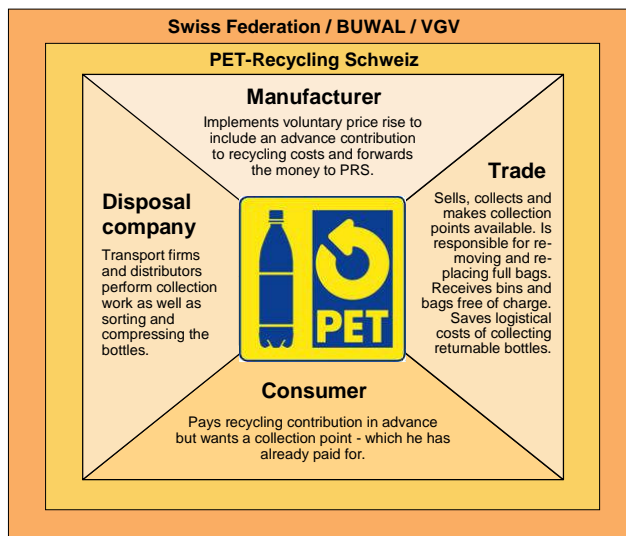 Swiss Federation / BUWAL / VGV
PET-Recycling Schweiz
Manufacturer
Implements voluntary price rise to
include an advance contribution
to recycling costs and forwards
the money to PRS.
Disposal
company
Transport firms
and distributors
perform collection
work as well as
sorting and
compressing the
bottles.
Trade
Sells, collects and
makes collection
points available. Is
responsible for re-
moving and re-
placing full bags.
Receives bins and
bags free of charge.
Saves logistical
costs of collecting
returnable bottles.
PET
Consumer
Pays recycling contribution in advance
but wants a collection point - which he has
already paid for.